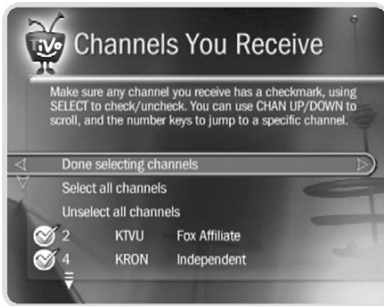 TiVo
Channels You Receive
Make sure any channel you receive has a checkmark, using
SELECT to check/uncheck. You can use CHAN UP/DOWN to
scroll, and the number keys to jump to a specific channel.
Done selecting channels
Select all channels
Unselect all channels
2 KTVU Fox Affiliate
4 KRON Independent